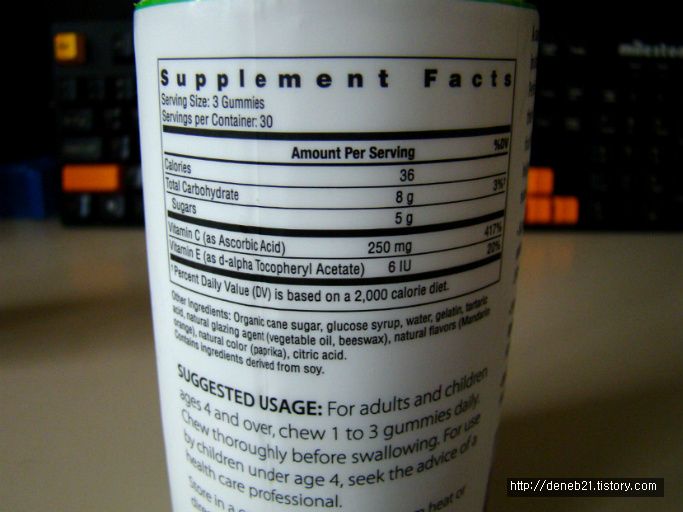 Supplement Facts
Serving Size: 3 Gummies
Servings per Container: 30
Amount Per Serving %DV
Calories 36
Total Carbohydrate 8 g 3%†
Sugars 5 g
Vitamin C (as Ascorbic Acid) 250 mg 417%
Vitamin E (as d-alpha Tocopheryl Acetate) 6 IU 20%
†Percent Daily Value (DV) is based on a 2,000 calorie diet.
Other Ingredients: Organic cane sugar, glucose syrup, water, gelatin, tartaric
acid, natural glazing agent (vegetable oil, beeswax), natural flavors (Mandarin
orange), natural color (paprika), citric acid.
Contains ingredients derived from soy.
SUGGESTED USAGE: For adults and children
ages 4 and over, chew 1 to 3 gummies daily.
Chew thoroughly before swallowing. For use
by children under age 4, seek the advice of a
health care professional.
Store in a heat or
http://deneb21.tistory.com